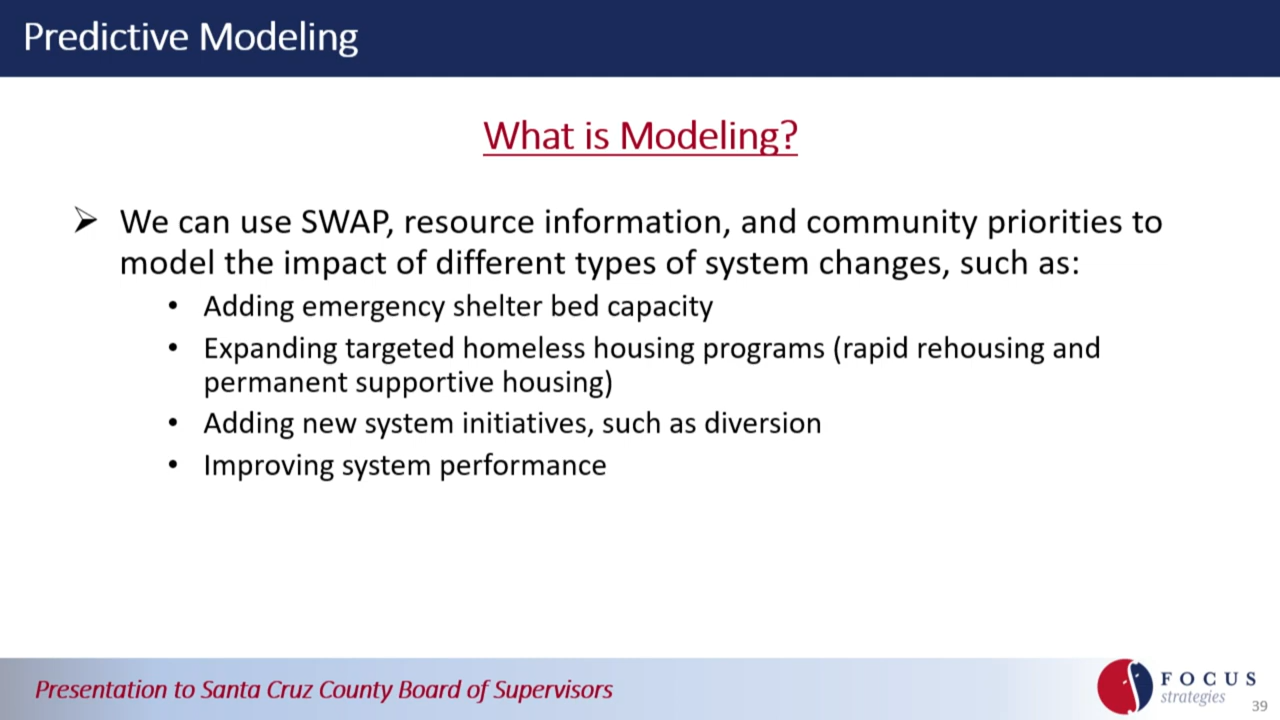 Predictive Modeling
What is Modeling?
➢ We can use SWAP, resource information, and community priorities to
model the impact of different types of system changes, such as:
• Adding emergency shelter bed capacity
• Expanding targeted homeless housing programs (rapid rehousing and
permanent supportive housing)
• Adding new system initiatives, such as diversion
• Improving system performance
Presentation to Santa Cruz County Board of Supervisors
FOCUS
strategies
39